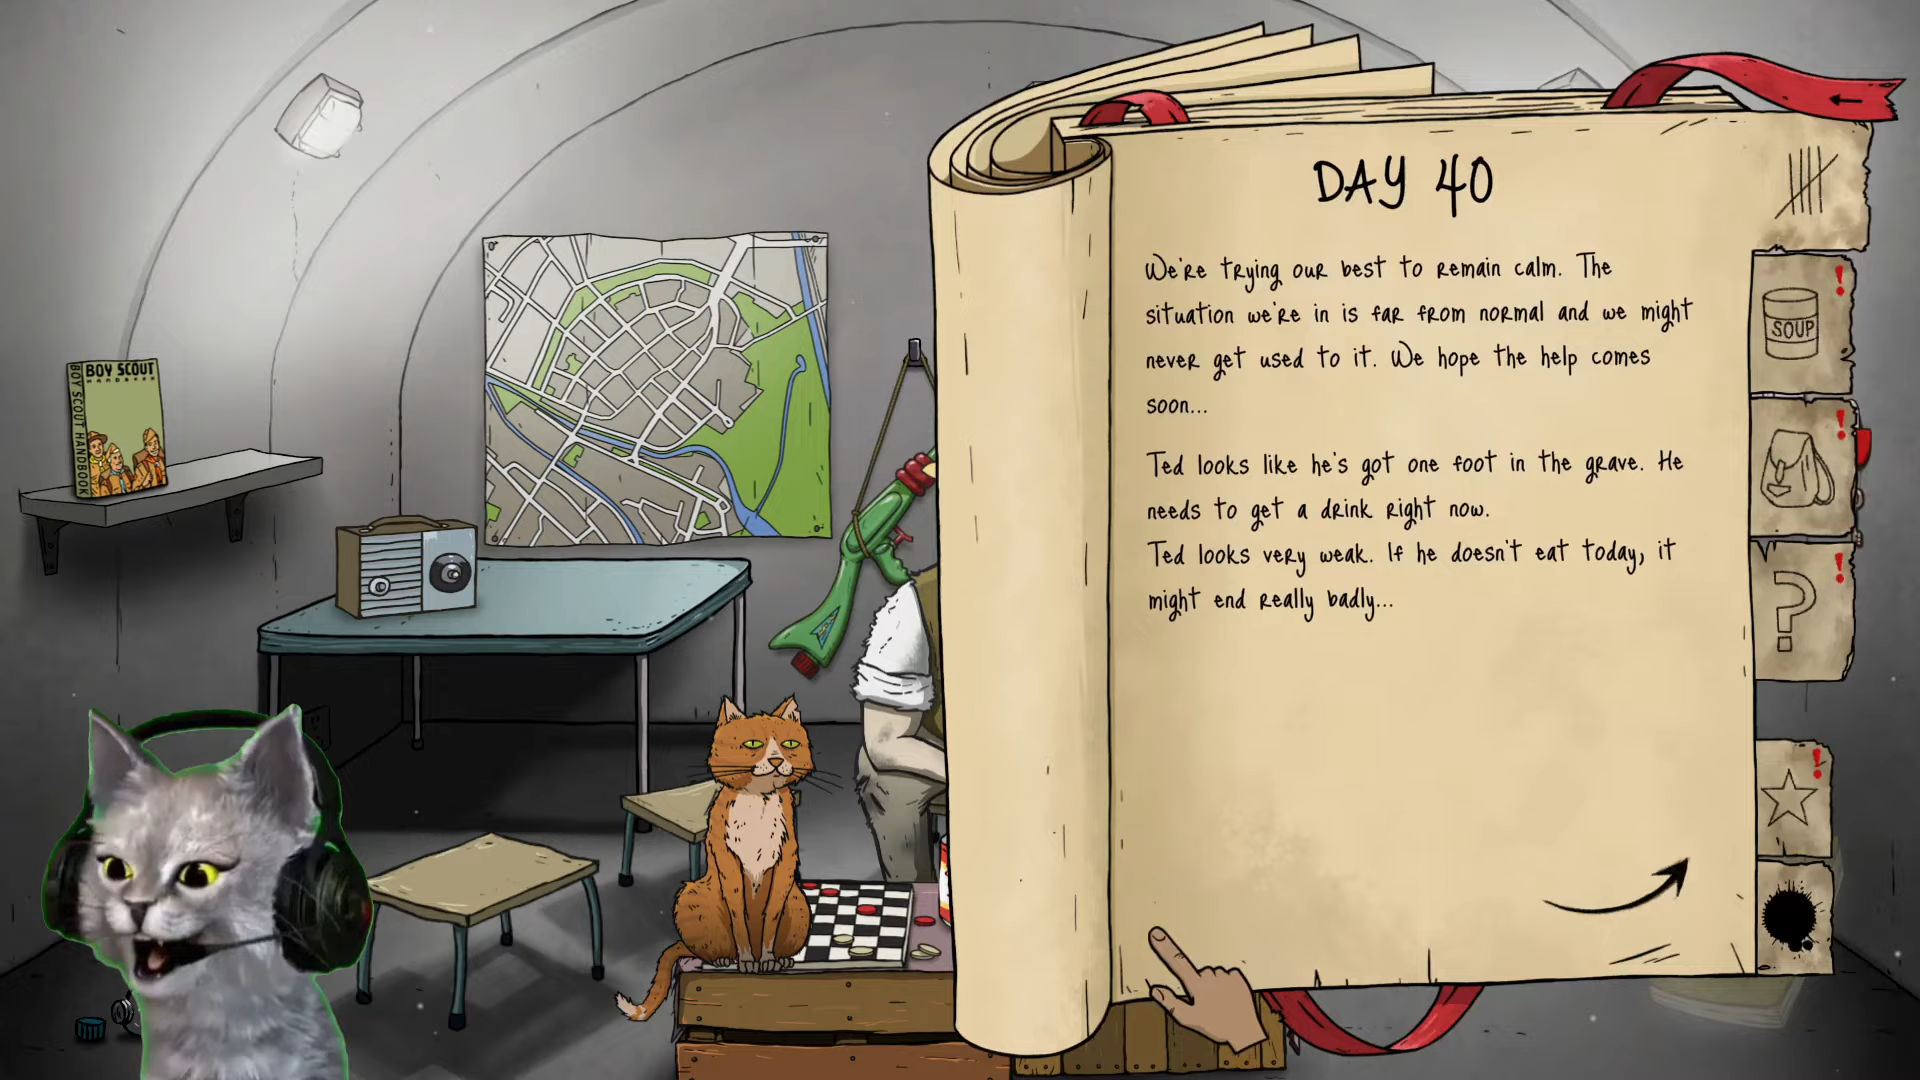 DAY 40
We're trying our best to remain calm. The
situation we're in is far from normal and we might
never get used to it. We hope the help comes
soon...
Ted looks like he's got one foot in the grave. He
needs to get a drink right now.
Ted looks very weak. If he doesn't eat today, it
might end really badly...
BOY SCOUT
HANDBOOK
BOY SCOUT HANDBOOK
!
SOUP
!
!
?
!